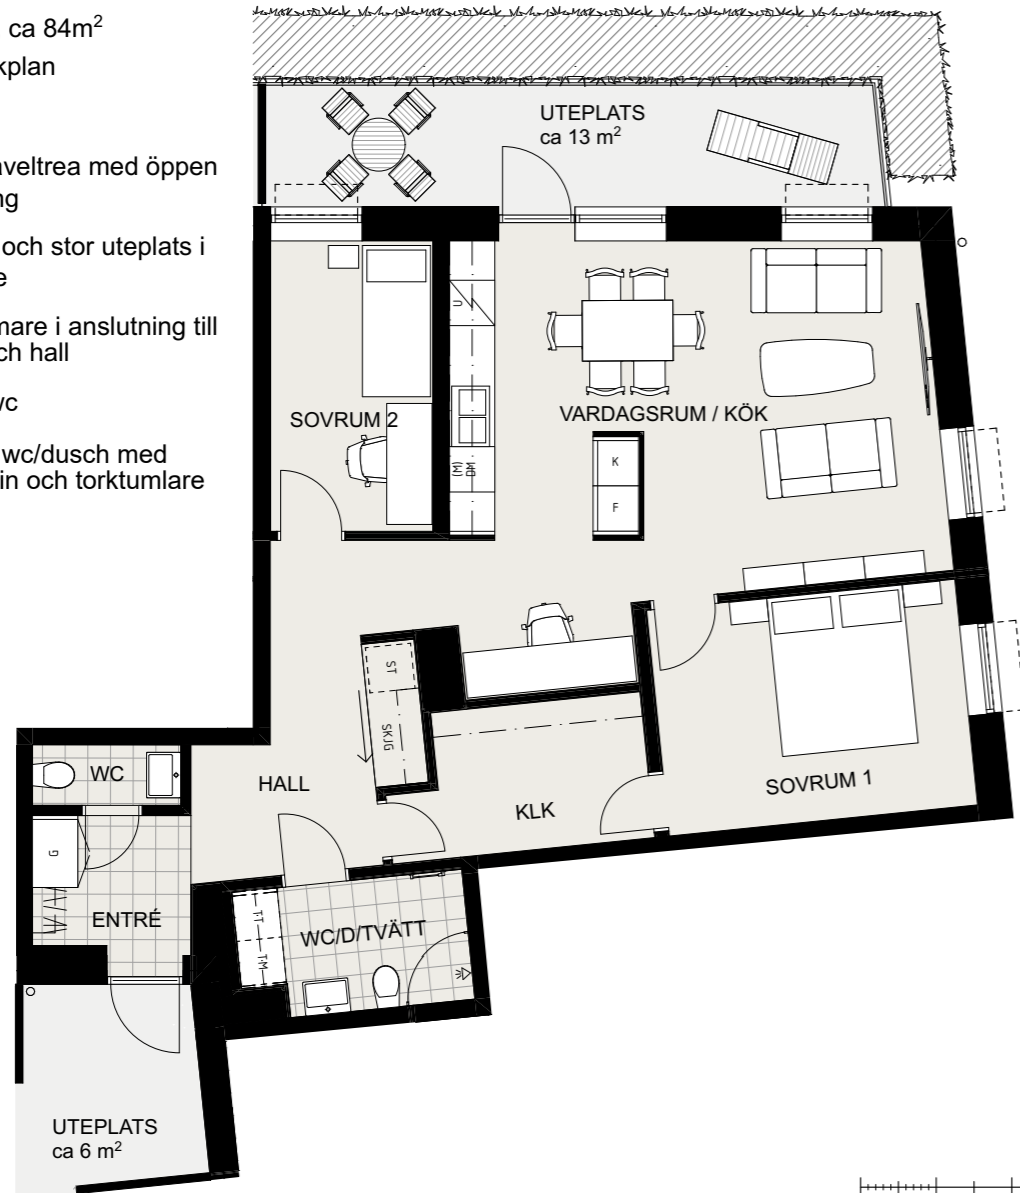 ca 84m²
kplan
aveltrea med öppen
ng
och stor uteplats i
e
mare i anslutning till
ch hall
vc
wc/dusch med
in och torktumlare
UTEPLATS
ca 13 m²
U
SOVRUM 2
VARDAGSRUM / KÖK
K
F
ST
SKJG
WC
HALL
KLK
SOVRUM 1
G
ENTRÉ
WC/D/TVÄTT
TT
TM
UTEPLATS
ca 6 m²